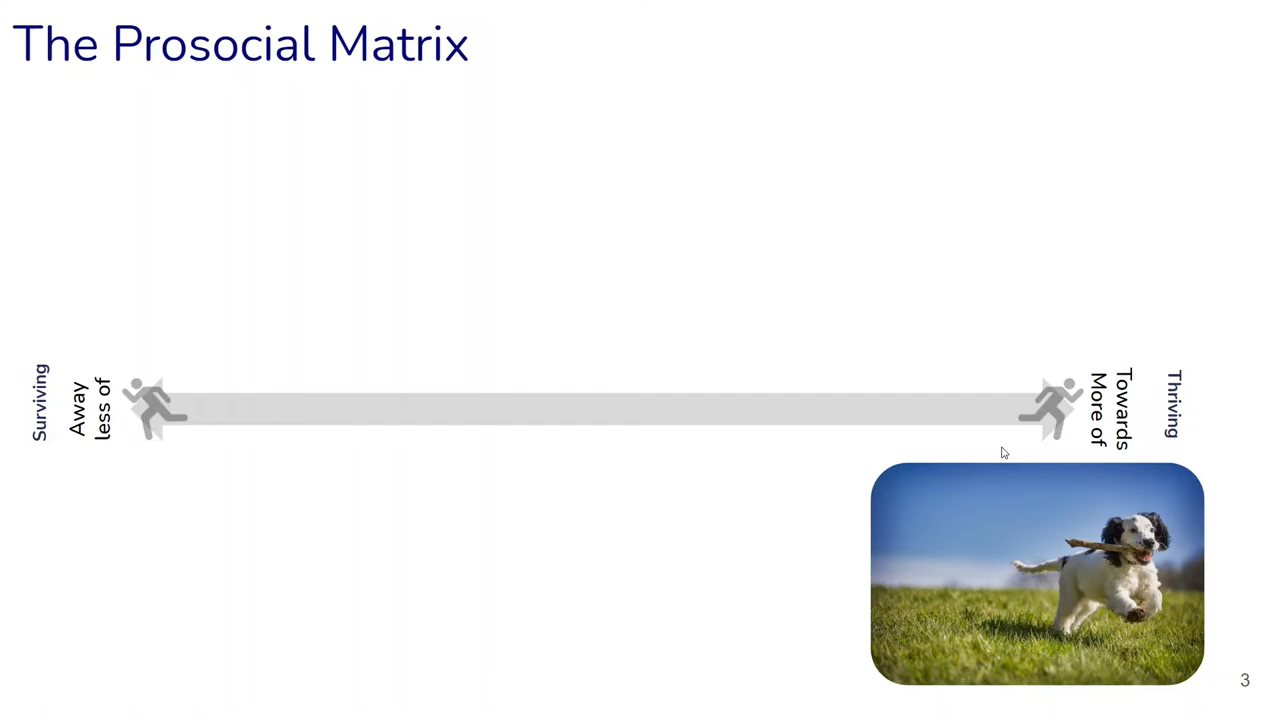 The Prosocial Matrix
Surviving
Away
less of
Towards
More of
Thriving
3